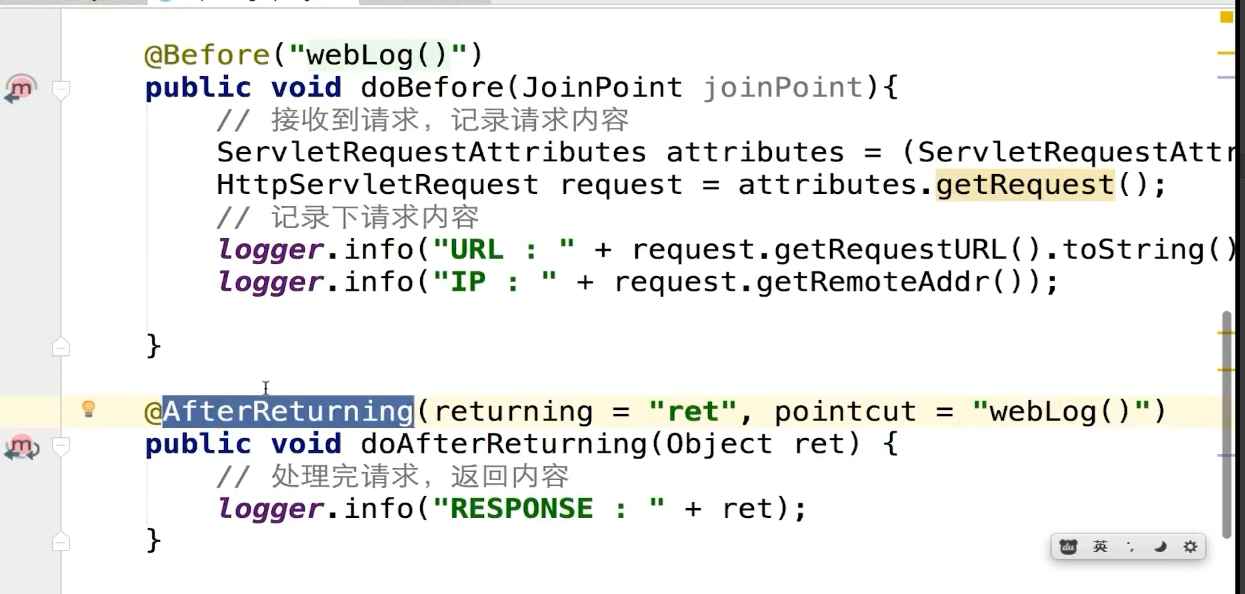 @Before("webLog()")
public void doBefore(JoinPoint joinPoint){
// 接收到请求，记录请求内容
ServletRequestAttributes attributes = (ServletRequestAttr
HttpServletRequest request = attributes.getRequest();
// 记录下请求内容
logger.info("URL : " + request.getRequestURL().toString()
logger.info("IP : " + request.getRemoteAddr());
}
@AfterReturning(returning = "ret", pointcut = "webLog()")
public void doAfterReturning(Object ret) {
// 处理完请求，返回内容
logger.info("RESPONSE : " + ret);
}
du 英